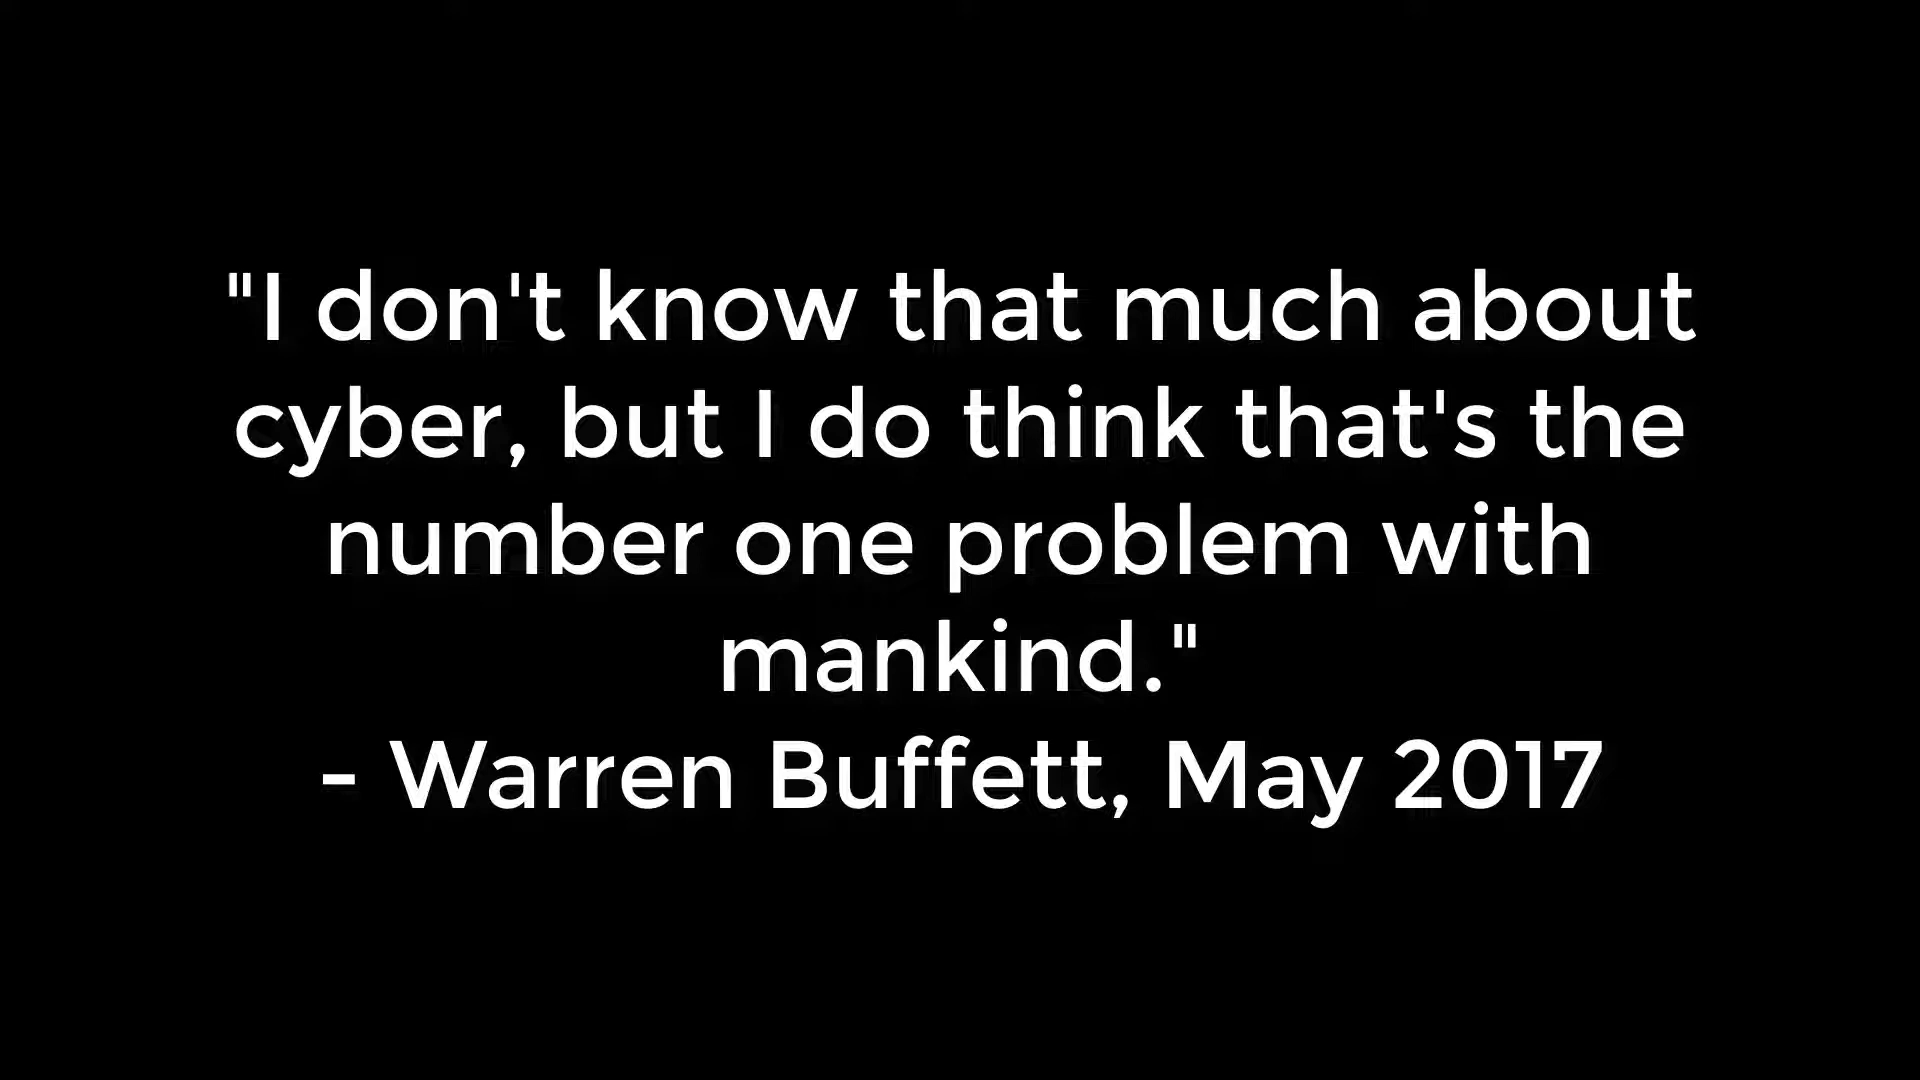 "I don't know that much about
cyber, but I do think that's the
number one problem with
mankind."
- Warren Buffett, May 2017